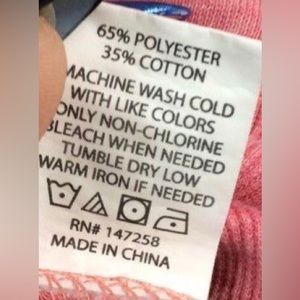 65% POLYESTER
35% COTTON
MACHINE WASH COLD
WITH LIKE COLORS
ONLY NON-CHLORINE
BLEACH WHEN NEEDED
TUMBLE DRY LOW
WARM IRON IF NEEDED
RN# 147258
MADE IN CHINA